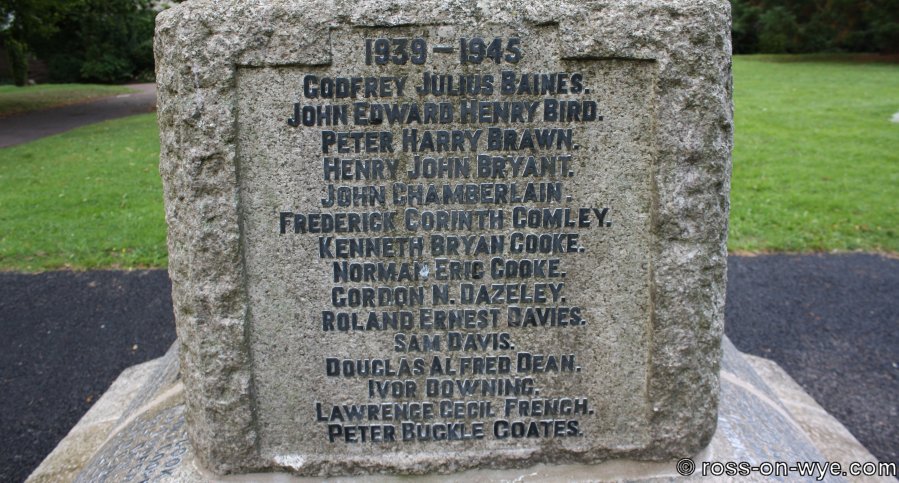 1939-1945
GODFREY JULIUS BAINES.
JOHN EDWARD HENRY BIRD.
PETER HARRY BRAWN.
HENRY JOHN BRYANT.
JOHN CHAMBERLAIN.
FREDERICK CORINTH COMLEY.
KENNETH BRYAN COOKE.
NORMAN ERIC COOKE.
GORDON N. DAZELEY.
ROLAND ERNEST DAVIES.
SAM DAVIS.
DOUGLAS ALFRED DEAN.
IVOR DOWNING.
LAWRENCE CECIL FRENCH.
PETER BUCKLE COATES.
© ross-on-wye.com